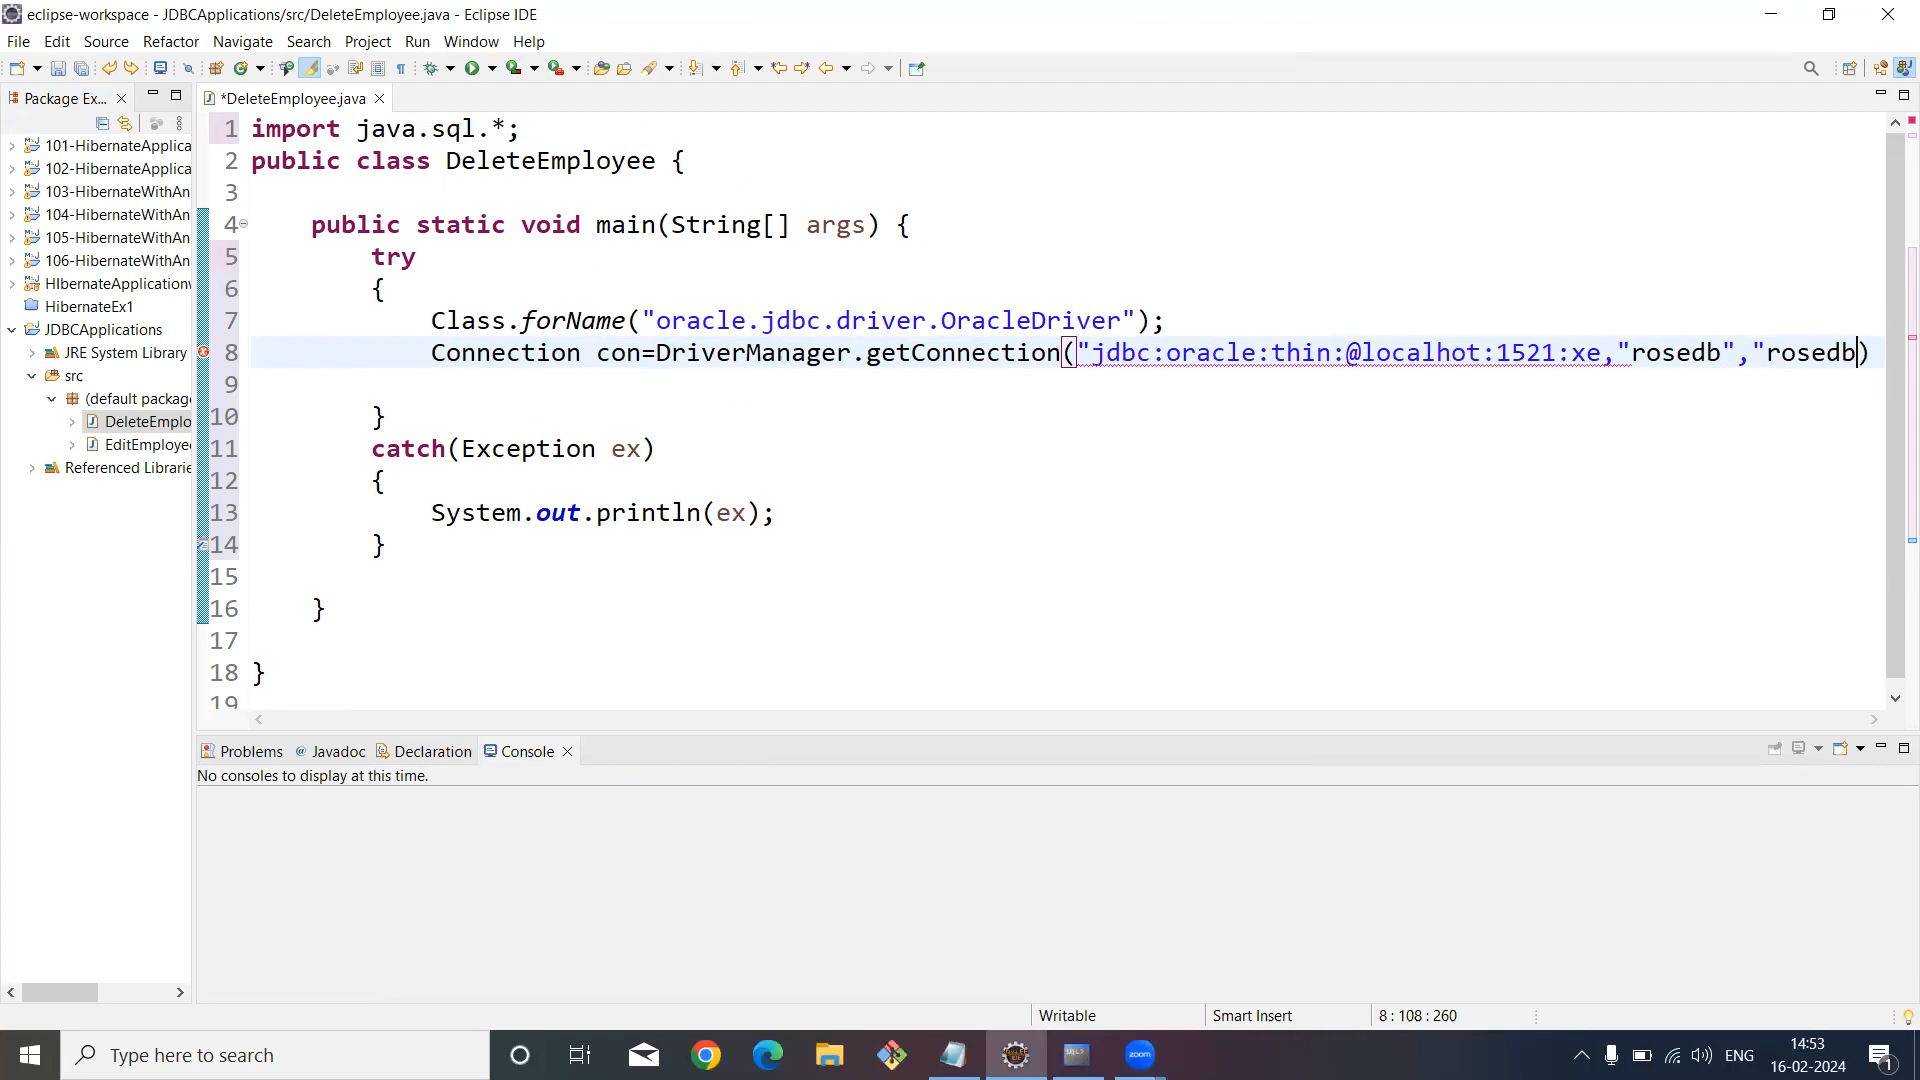 eclipse-workspace - JDBCApplications/src/DeleteEmployee.java - Eclipse IDE
File Edit Source Refactor Navigate Search Project Run Window Help
Package Ex...
*DeleteEmployee.java
101-HibernateApplica
102-HibernateApplica
103-HibernateWithAn
104-HibernateWithAn
105-HibernateWithAn
106-HibernateWithAn
HIbernateApplication
HibernateEx1
JDBCApplications
JRE System Library
src
(default package
DeleteEmplo
EditEmployee
Referenced Librarie
1 import java.sql.*;
2 public class DeleteEmployee {
3
4 public static void main(String[] args) {
5 try
6 {
7 Class.forName("oracle.jdbc.driver.OracleDriver");
8 Connection con=DriverManager.getConnection("jdbc:oracle:thin:@localhot:1521:xe,"rosedb","rosedb)
9
10 }
11 catch(Exception ex)
12 {
13 System.out.println(ex);
14 }
15
16 }
17
18 }
19
Problems @ Javadoc Declaration Console
No consoles to display at this time.
Writable Smart Insert 8 : 108 : 260
Type here to search
zoom
ENG
14:53
16-02-2024
1